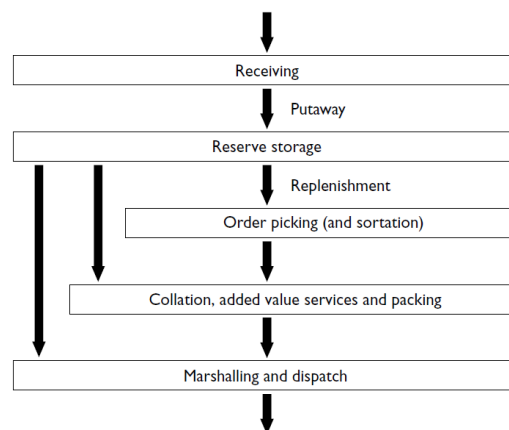 Receiving
Putaway
Reserve storage
Replenishment
Order picking (and sortation)
Collation, added value services and packing
Marshalling and dispatch